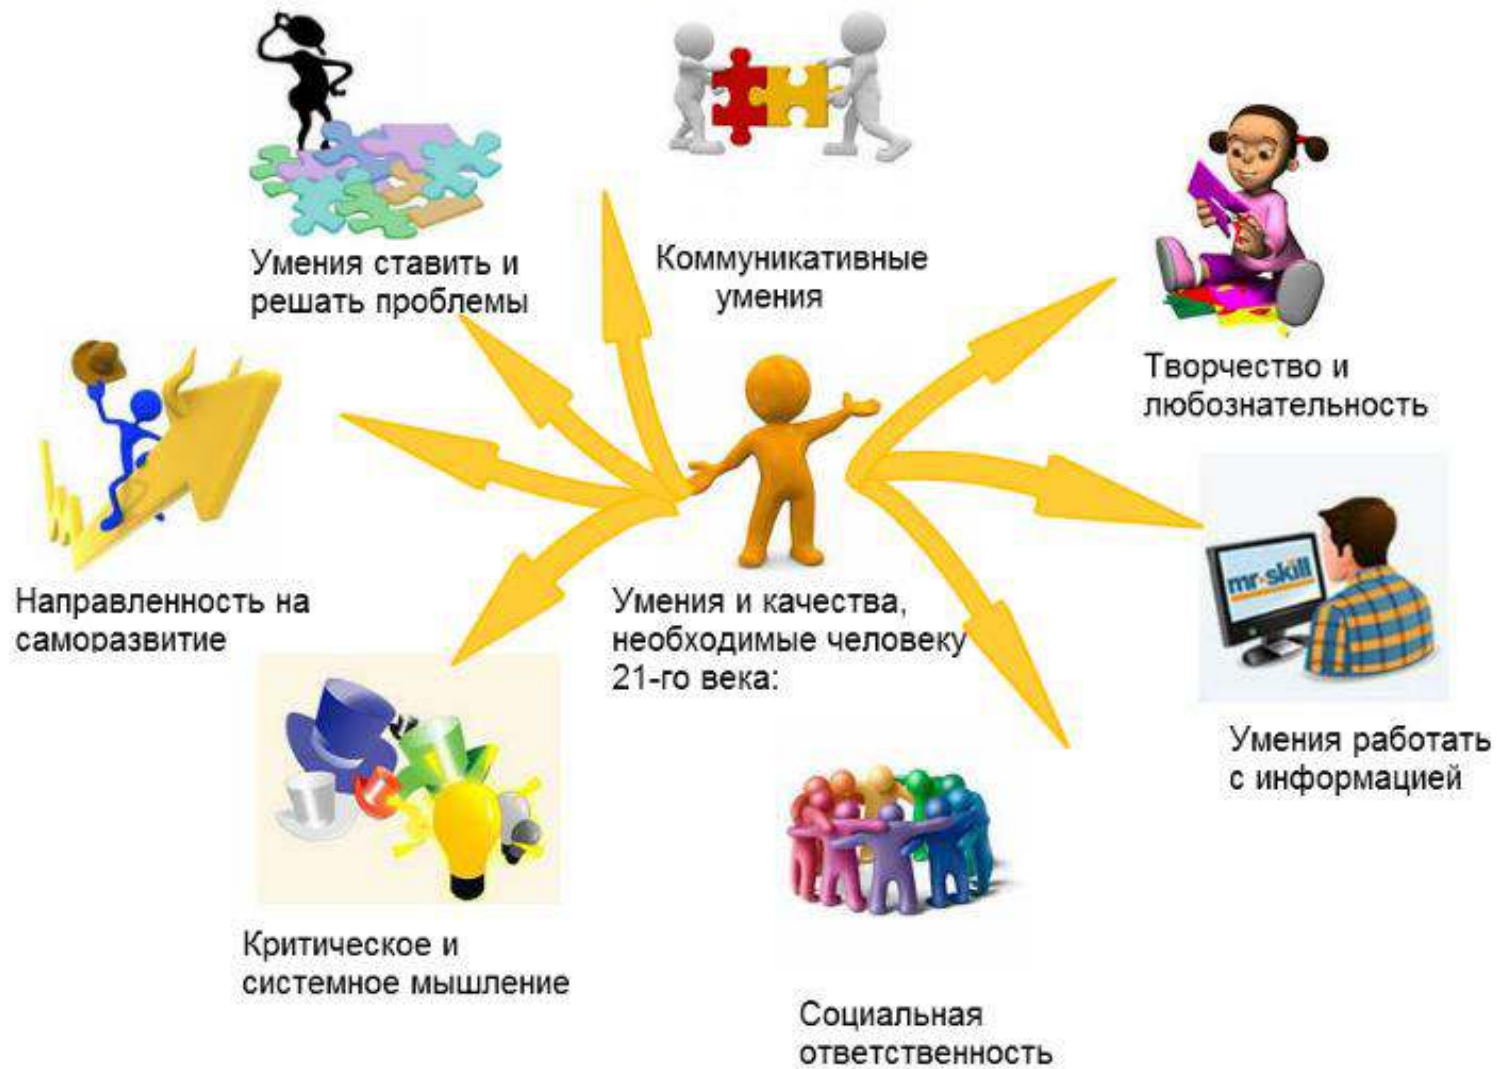 Умения ставить и
решать проблемы
Коммуникативные
умения
Творчество и
любознательность
Направленность на
саморазвитие
Умения и качества,
необходимые человеку
21-го века:
mr-skill
Умения работать
с информацией
Критическое и
системное мышление
Социальная
ответственность